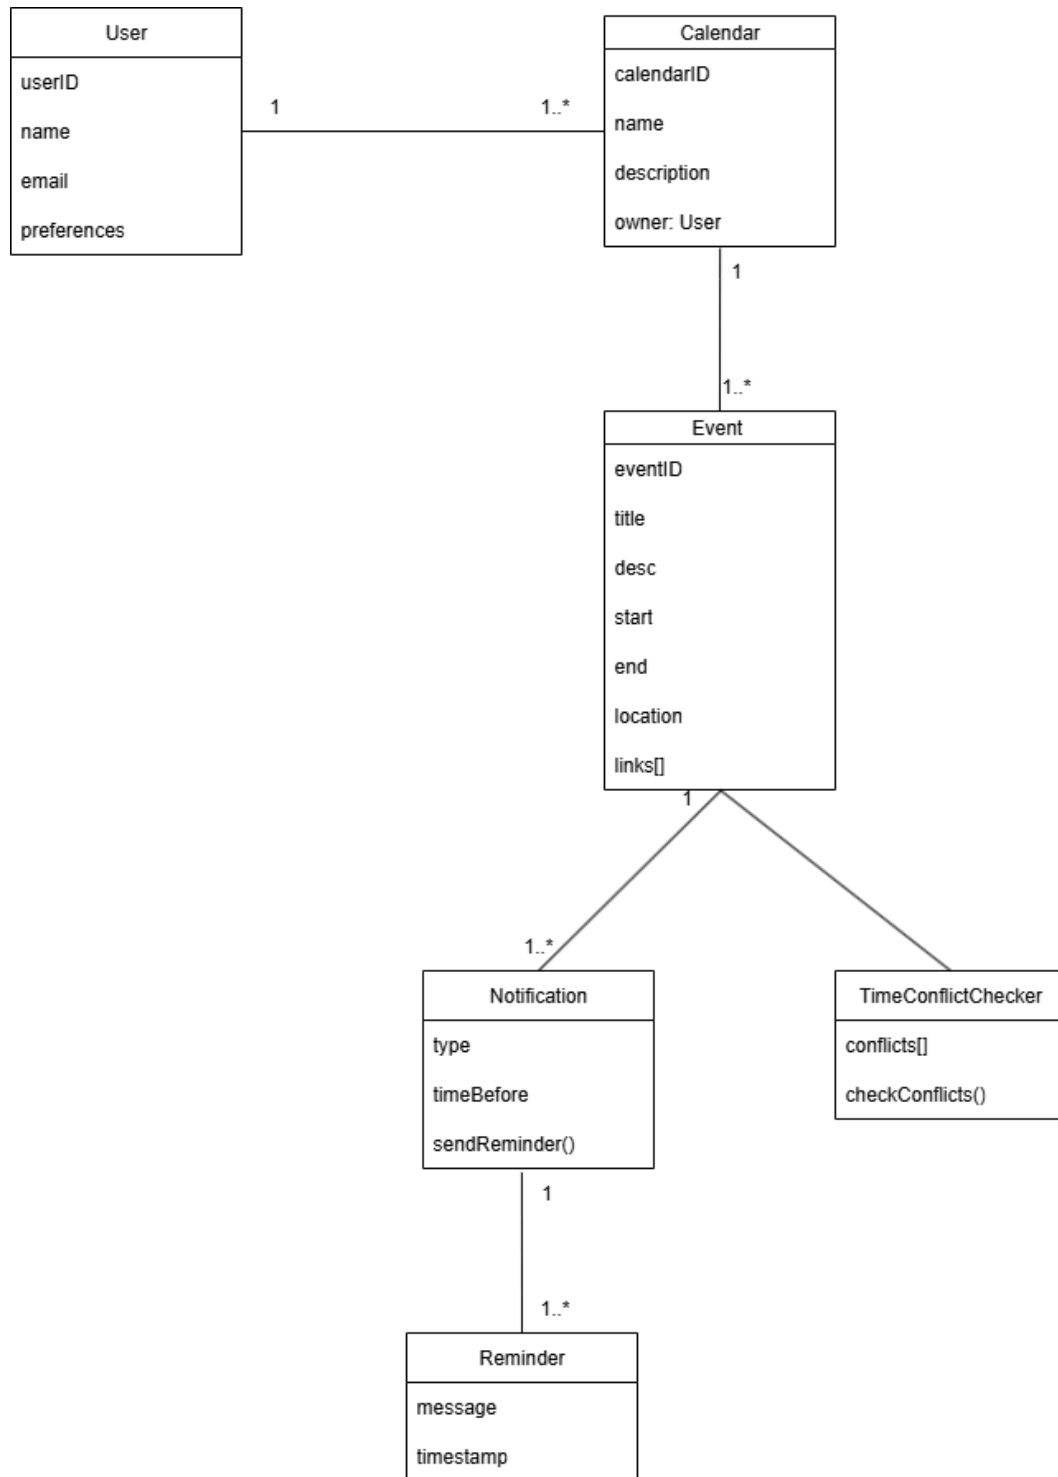 User
userID
name
email
preferences
1
1..*
Calendar
calendarID
name
description
owner: User
1
1..*
Event
eventID
title
desc
start
end
location
links[]
1
1..*
Notification
type
timeBefore
sendReminder()
TimeConflictChecker
conflicts[]
checkConflicts()
1
1..*
Reminder
message
timestamp